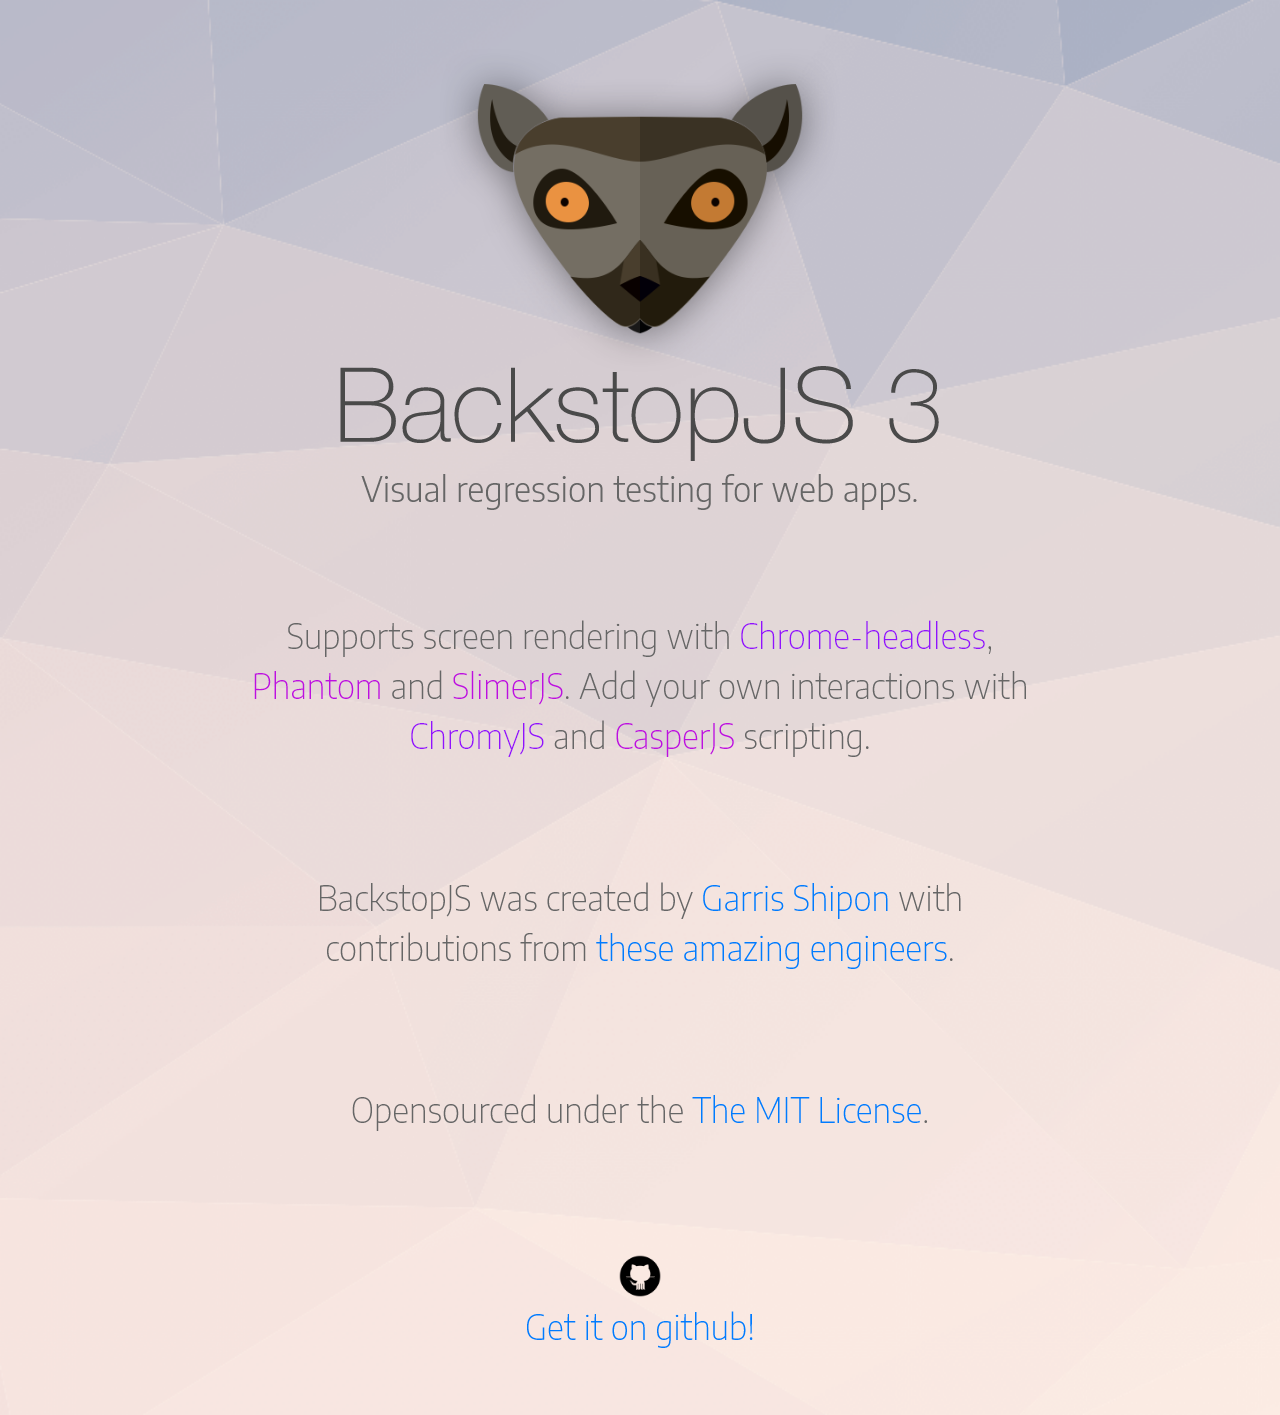 BackstopJS 3
Visual regression testing for web apps.
Supports screen rendering with Chrome-headless,
Phantom and SlimerJS. Add your own interactions with
ChromyJS and CasperJS scripting.
BackstopJS was created by Garris Shipon with
contributions from these amazing engineers.
Opensourced under the The MIT License.
Get it on github!